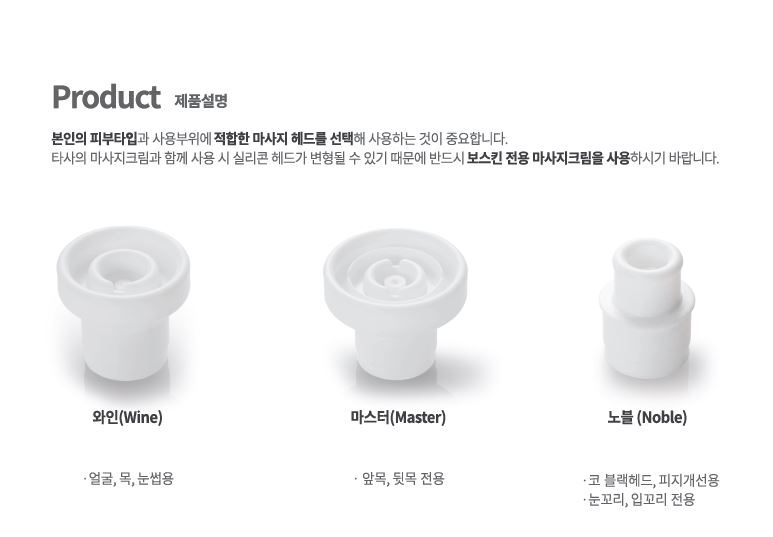 Product 제품설명
본인의 피부타입과 사용부위에 적합한 마사지 헤드를 선택해 사용하는 것이 중요합니다.
타사의 마사지크림과 함께 사용 시 실리콘 헤드가 변형될 수 있기 때문에 반드시 보스킨 전용 마사지크림을 사용하시기 바랍니다.
와인(Wine)
마스터(Master)
노블 (Noble)
· 얼굴, 목, 눈썹용
· 앞목, 뒷목 전용
· 코 블랙헤드, 피지개선용
· 눈꼬리, 입꼬리 전용